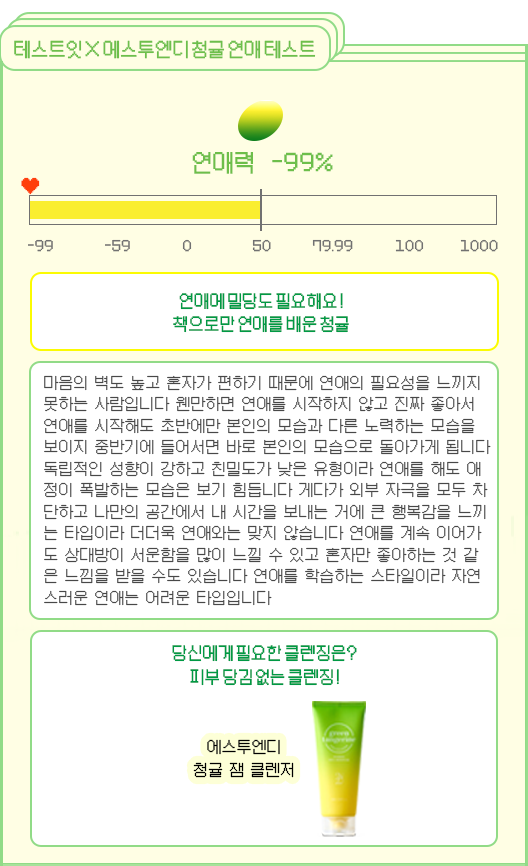 테스트잇X에스투엔디 청귤 연애 테스트
연애력 -99%
-99 -59 0 50 79.99 100 1000
연애에 밀당도 필요해요!
책으로만 연애를 배운 청귤
마음의 벽도 높고 혼자가 편하기 때문에 연애의 필요성을 느끼지
못하는 사람입니다 웬만하면 연애를 시작하지 않고 진짜 좋아서
연애를 시작해도 초반에만 본인의 모습과 다른 노력하는 모습을
보이지 중반기에 들어서면 바로 본인의 모습으로 돌아가게 됩니다
독립적인 성향이 강하고 친밀도가 낮은 유형이라 연애를 해도 애
정이 폭발하는 모습은 보기 힘듭니다 게다가 외부 자극을 모두 차
단하고 나만의 공간에서 내 시간을 보내는 거에 큰 행복감을 느끼
는 타입이라 더더욱 연애와는 맞지 않습니다 연애를 계속 이어가
도 상대방이 서운함을 많이 느낄 수 있고 혼자만 좋아하는 것 같
은 느낌을 받을 수도 있습니다 연애를 학습하는 스타일이라 자연
스러운 연애는 어려운 타입입니다
당신에게 필요한 클렌징은?
피부 당김 없는 클렌징!
에스투엔디
청귤 잼 클렌저
green
tangerine